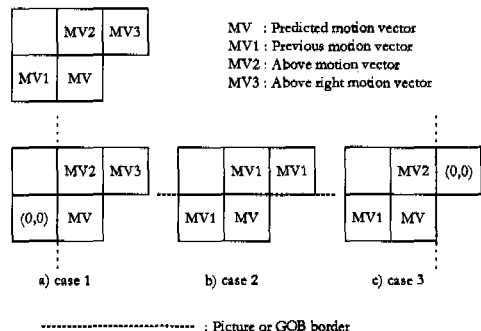 MV2 MV3
MV1 MV
MV : Predicted motion vector
MV1 : Previous motion vector
MV2 : Above motion vector
MV3 : Above right motion vector
MV2 MV3
(0,0) MV
MV1 MV1
MV1 MV
MV2 (0,0)
MV1 MV
a) case 1
b) case 2
c) case 3
: Picture or GOB border